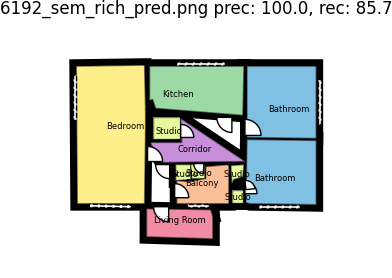 6192_sem_rich_pred.png prec: 100.0, rec: 85.7
Kitchen
Bathroom
Bedroom
Studio
Corridor
Studio
Studio
Studio
Balcony
Bathroom
Studio
Living Room